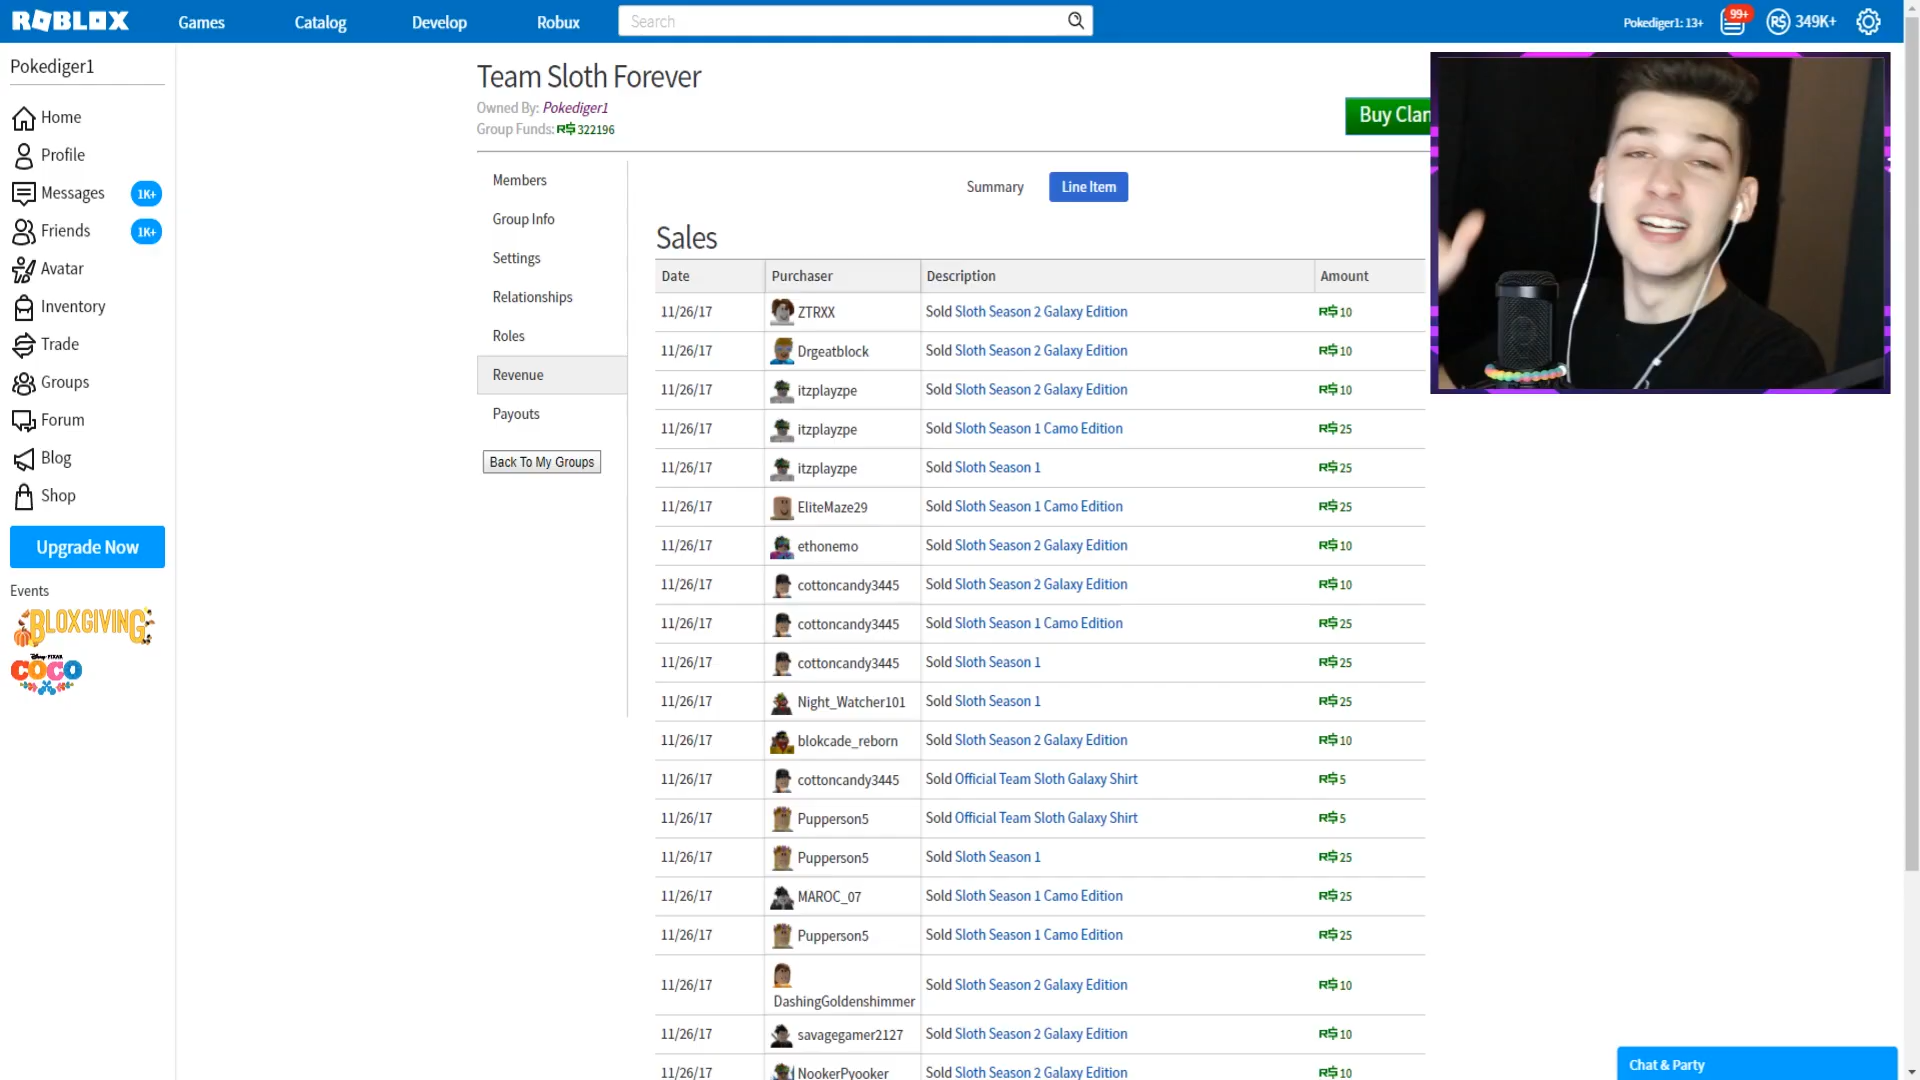 ROBLOX
Games
Catalog
Develop
Robux
Search
Pokediger1: 13+
99+
R$ 349K+
Pokediger1
Home
Profile
Messages 1K+
Friends 1K+
Avatar
Inventory
Trade
Groups
Forum
Blog
Shop
Upgrade Now
Events
BLOXGIVING
Disney PIXAR
COCO
Team Sloth Forever
Owned By: Pokediger1
Group Funds: R$ 322196
Buy Clan
Members
Group Info
Settings
Relationships
Roles
Revenue
Payouts
Back To My Groups
Summary
Line Item
Sales
Date Purchaser Description Amount
11/26/17 ZTRXX Sold Sloth Season 2 Galaxy Edition R$ 10
11/26/17 Drgeatblock Sold Sloth Season 2 Galaxy Edition R$ 10
11/26/17 itzplayzpe Sold Sloth Season 2 Galaxy Edition R$ 10
11/26/17 itzplayzpe Sold Sloth Season 1 Camo Edition R$ 25
11/26/17 itzplayzpe Sold Sloth Season 1 R$ 25
11/26/17 EliteMaze29 Sold Sloth Season 1 Camo Edition R$ 25
11/26/17 ethonemo Sold Sloth Season 2 Galaxy Edition R$ 10
11/26/17 cottoncandy3445 Sold Sloth Season 2 Galaxy Edition R$ 10
11/26/17 cottoncandy3445 Sold Sloth Season 1 Camo Edition R$ 25
11/26/17 cottoncandy3445 Sold Sloth Season 1 R$ 25
11/26/17 Night_Watcher101 Sold Sloth Season 1 R$ 25
11/26/17 blokcade_reborn Sold Sloth Season 2 Galaxy Edition R$ 10
11/26/17 cottoncandy3445 Sold Official Team Sloth Galaxy Shirt R$ 5
11/26/17 Pupperson5 Sold Official Team Sloth Galaxy Shirt R$ 5
11/26/17 Pupperson5 Sold Sloth Season 1 R$ 25
11/26/17 MAROC_07 Sold Sloth Season 1 Camo Edition R$ 25
11/26/17 Pupperson5 Sold Sloth Season 1 Camo Edition R$ 25
11/26/17 DashingGoldenshimmer Sold Sloth Season 2 Galaxy Edition R$ 10
11/26/17 savagegamer2127 Sold Sloth Season 2 Galaxy Edition R$ 10
11/26/17 NookerPyooker Sold Sloth Season 2 Galaxy Edition R$ 10
Chat & Party